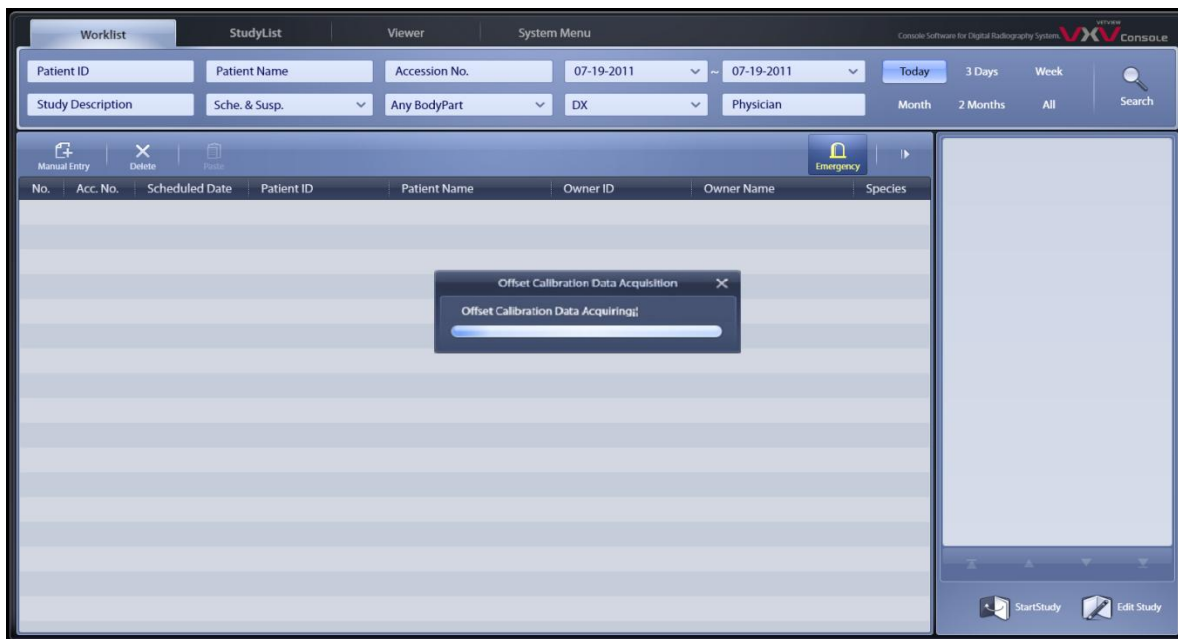 Worklist StudyList Viewer System Menu Console Software for Digital Radiography System. VETVIEW VXV Console
Patient ID Patient Name Accession No. 07-19-2011 ~ 07-19-2011 Today 3 Days Week
Study Description Sche. & Susp. Any BodyPart DX Physician Month 2 Months All Search
Manual Entry Delete Paste Emergency
No. Acc. No. Scheduled Date Patient ID Patient Name Owner ID Owner Name Species
Offset Calibration Data Acquisition
Offset Calibration Data Acquiring¡¦
StartStudy Edit Study